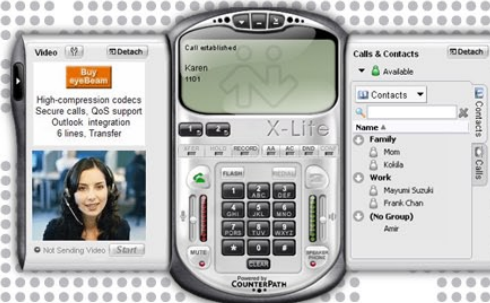 Video
Detach
Buy
eyeBeam
High-compression codecs
Secure calls, QoS support
Outlook integration
6 lines, Transfer
Not Sending Video
Start
Call established
Karen
1101
1
2
X-Lite
XFER HOLD RECORD AA AC DND CONF
FLASH
REDIAL
1 2 ABC 3 DEF
4 GHI 5 JKL 6 MNO
7 PQRS 8 TUV 9 WXYZ
* 0 #
CLEAR
MUTE
SPEAKER
PHONE
Powered by
COUNTERPATH
Calls & Contacts
Detach
Available
Contacts
Name
Family
Mom
Kokila
Work
Mayumi Suzuki
Frank Chan
(No Group)
Amir
Contacts
Calls